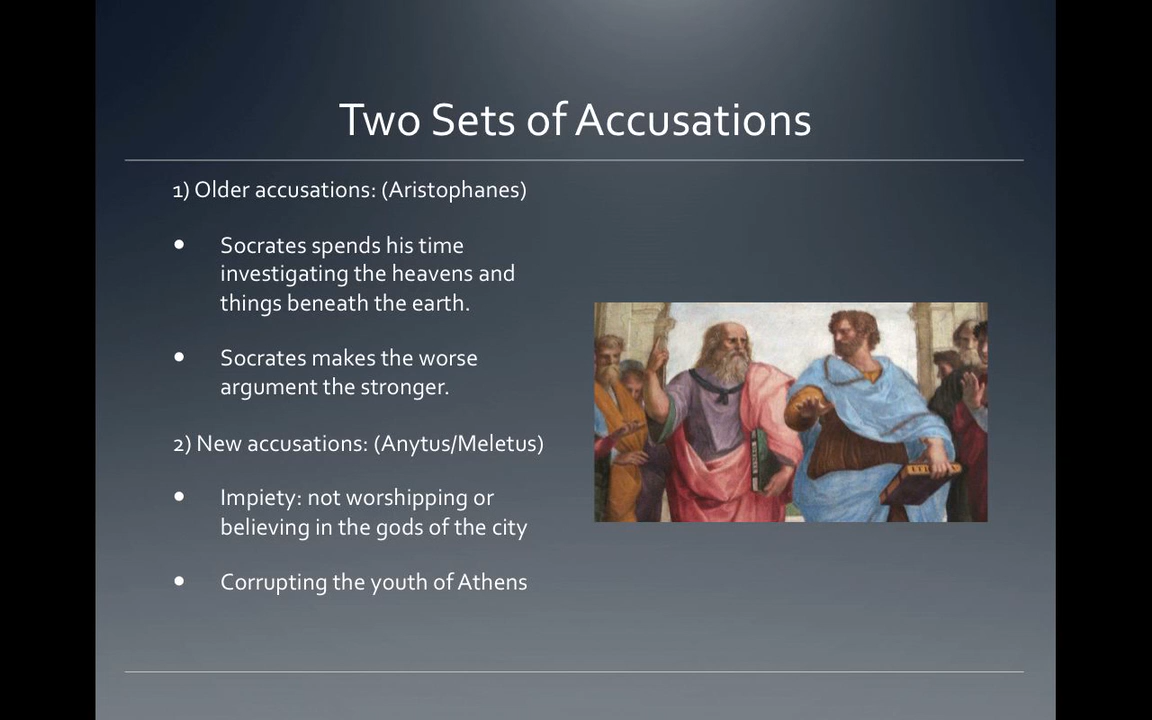 Two Sets of Accusations
1) Older accusations: (Aristophanes)
• Socrates spends his time
investigating the heavens and
things beneath the earth.
• Socrates makes the worse
argument the stronger.
2) New accusations: (Anytus/Meletus)
• Impiety: not worshipping or
believing in the gods of the city
• Corrupting the youth of Athens